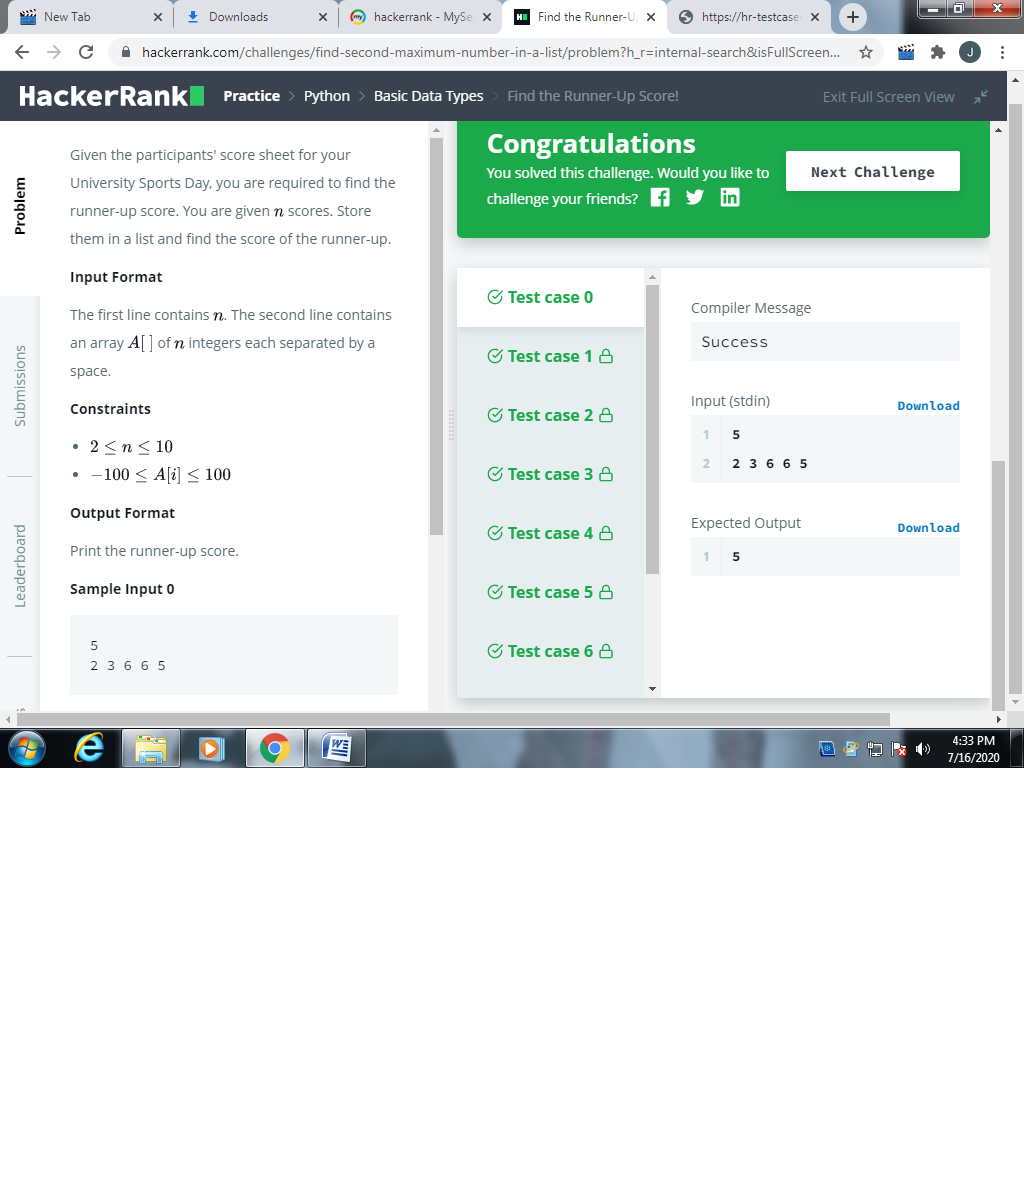 New Tab
Downloads
hackerrank - MySe
Find the Runner-U
https://hr-testcase
hackerrank.com/challenges/find-second-maximum-number-in-a-list/problem?h_r=internal-search&isFullScreen...
J
HackerRank
Practice > Python > Basic Data Types > Find the Runner-Up Score!
Exit Full Screen View
Problem
Submissions
Leaderboard
Given the participants' score sheet for your
University Sports Day, you are required to find the
runner-up score. You are given n scores. Store
them in a list and find the score of the runner-up.
Input Format
The first line contains n. The second line contains
an array A[ ] of n integers each separated by a
space.
Constraints
• 2 ≤ n ≤ 10
• −100 ≤ A[i] ≤ 100
Output Format
Print the runner-up score.
Sample Input 0
5
2 3 6 6 5
Congratulations
You solved this challenge. Would you like to
challenge your friends?
Next Challenge
Test case 0
Test case 1
Test case 2
Test case 3
Test case 4
Test case 5
Test case 6
Compiler Message
Success
Input (stdin)
Download
1 5
2 2 3 6 6 5
Expected Output
Download
1 5
4:33 PM
7/16/2020